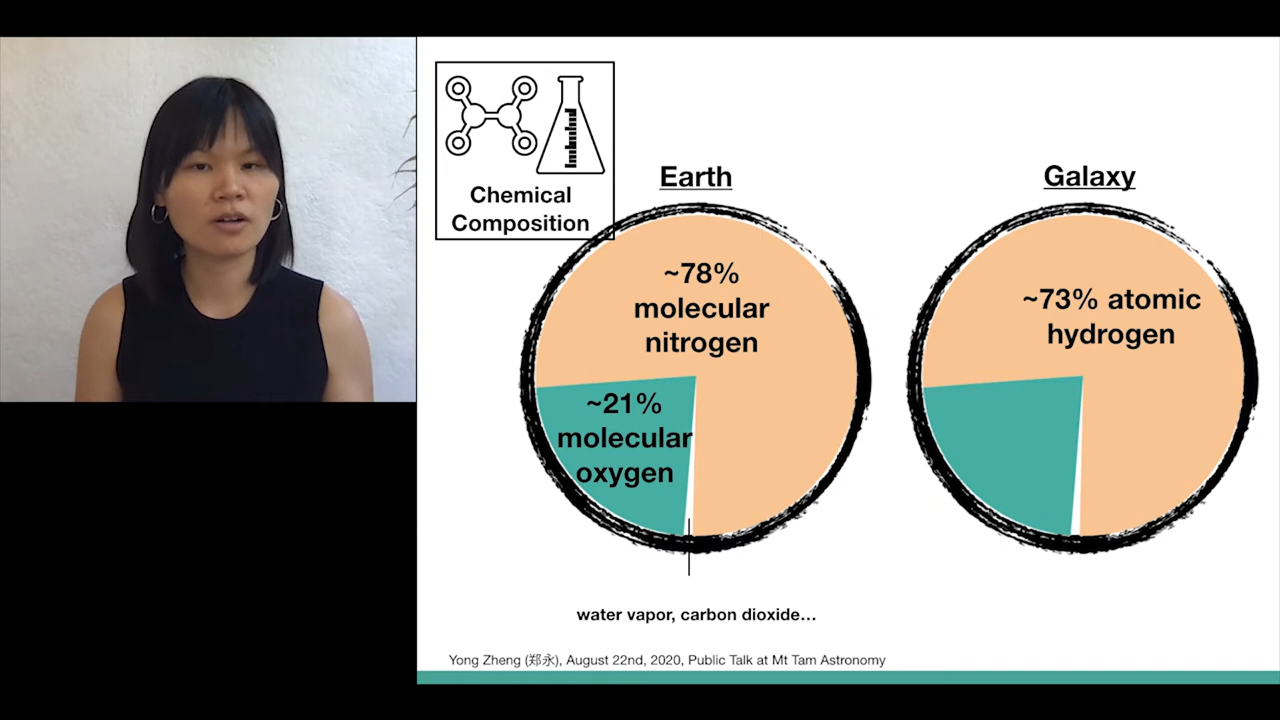 Chemical
Composition
Earth
~78%
molecular
nitrogen
~21%
molecular
oxygen
water vapor, carbon dioxide…
Galaxy
~73% atomic
hydrogen
Yong Zheng (郑永), August 22nd, 2020, Public Talk at Mt Tam Astronomy